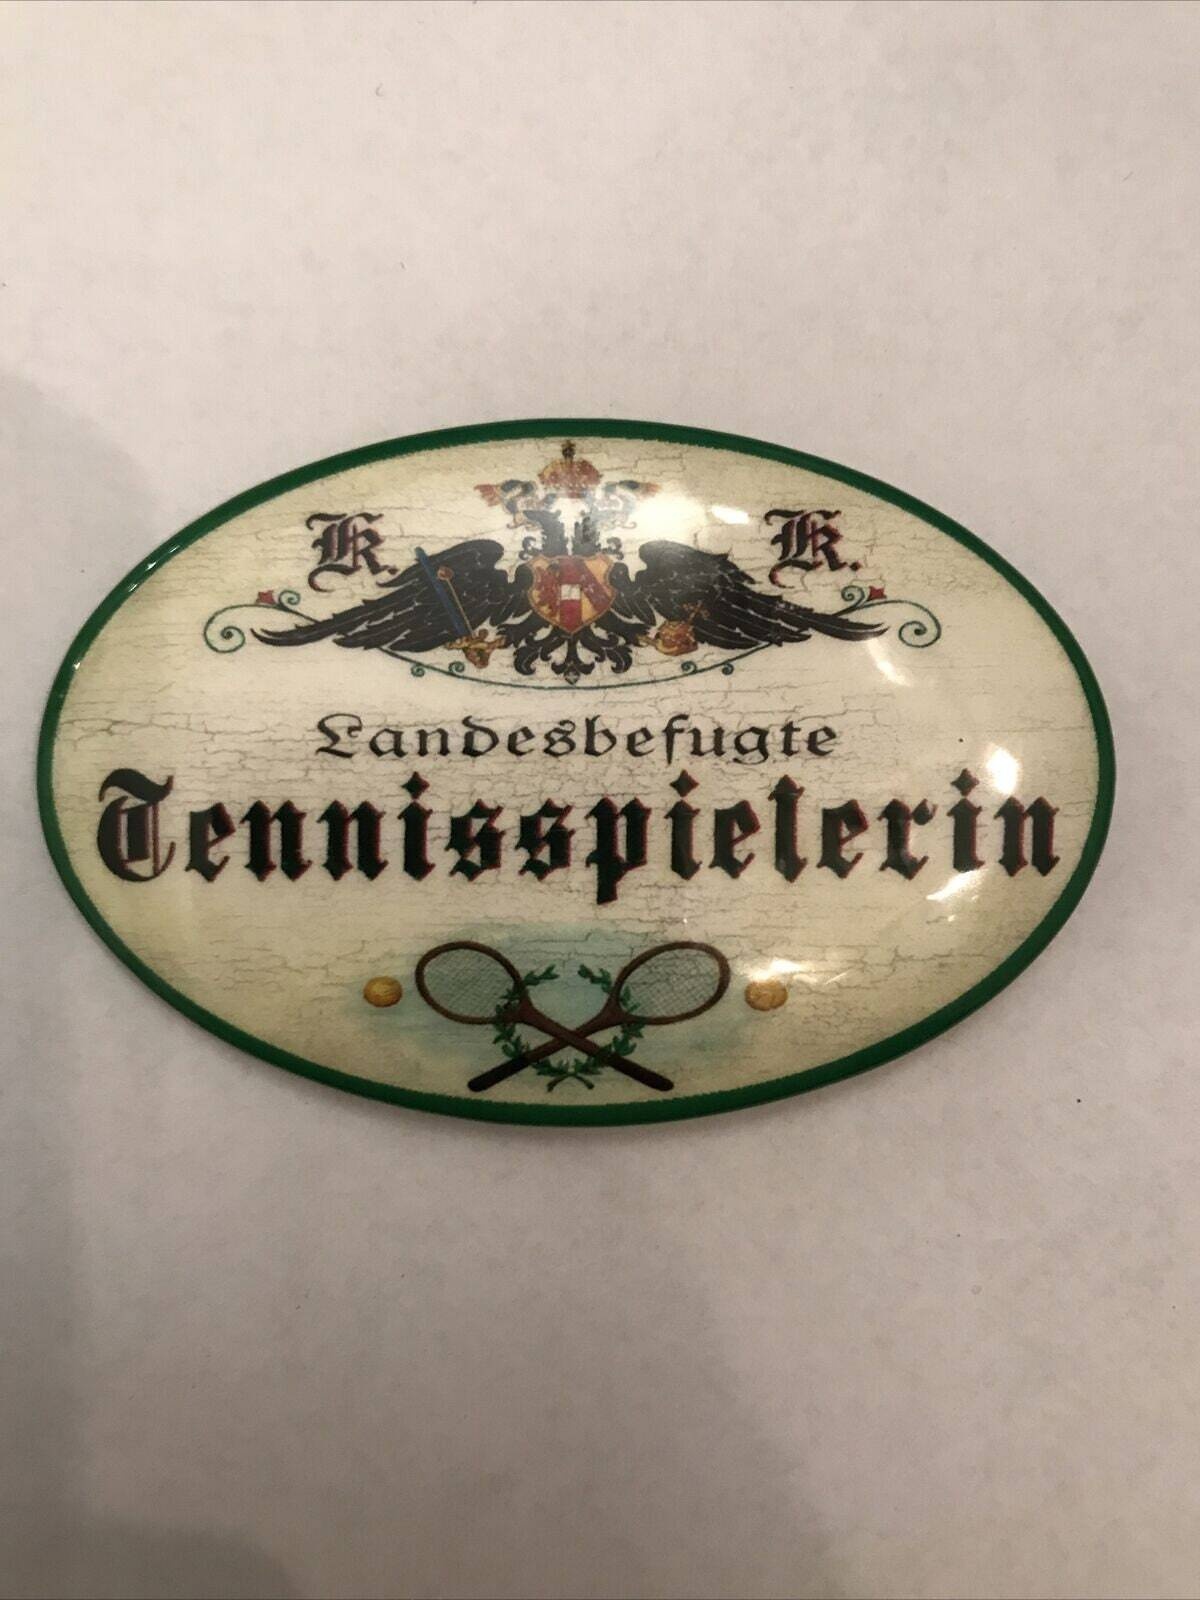 K. K.
Landesbefugte
Tennisspielerin